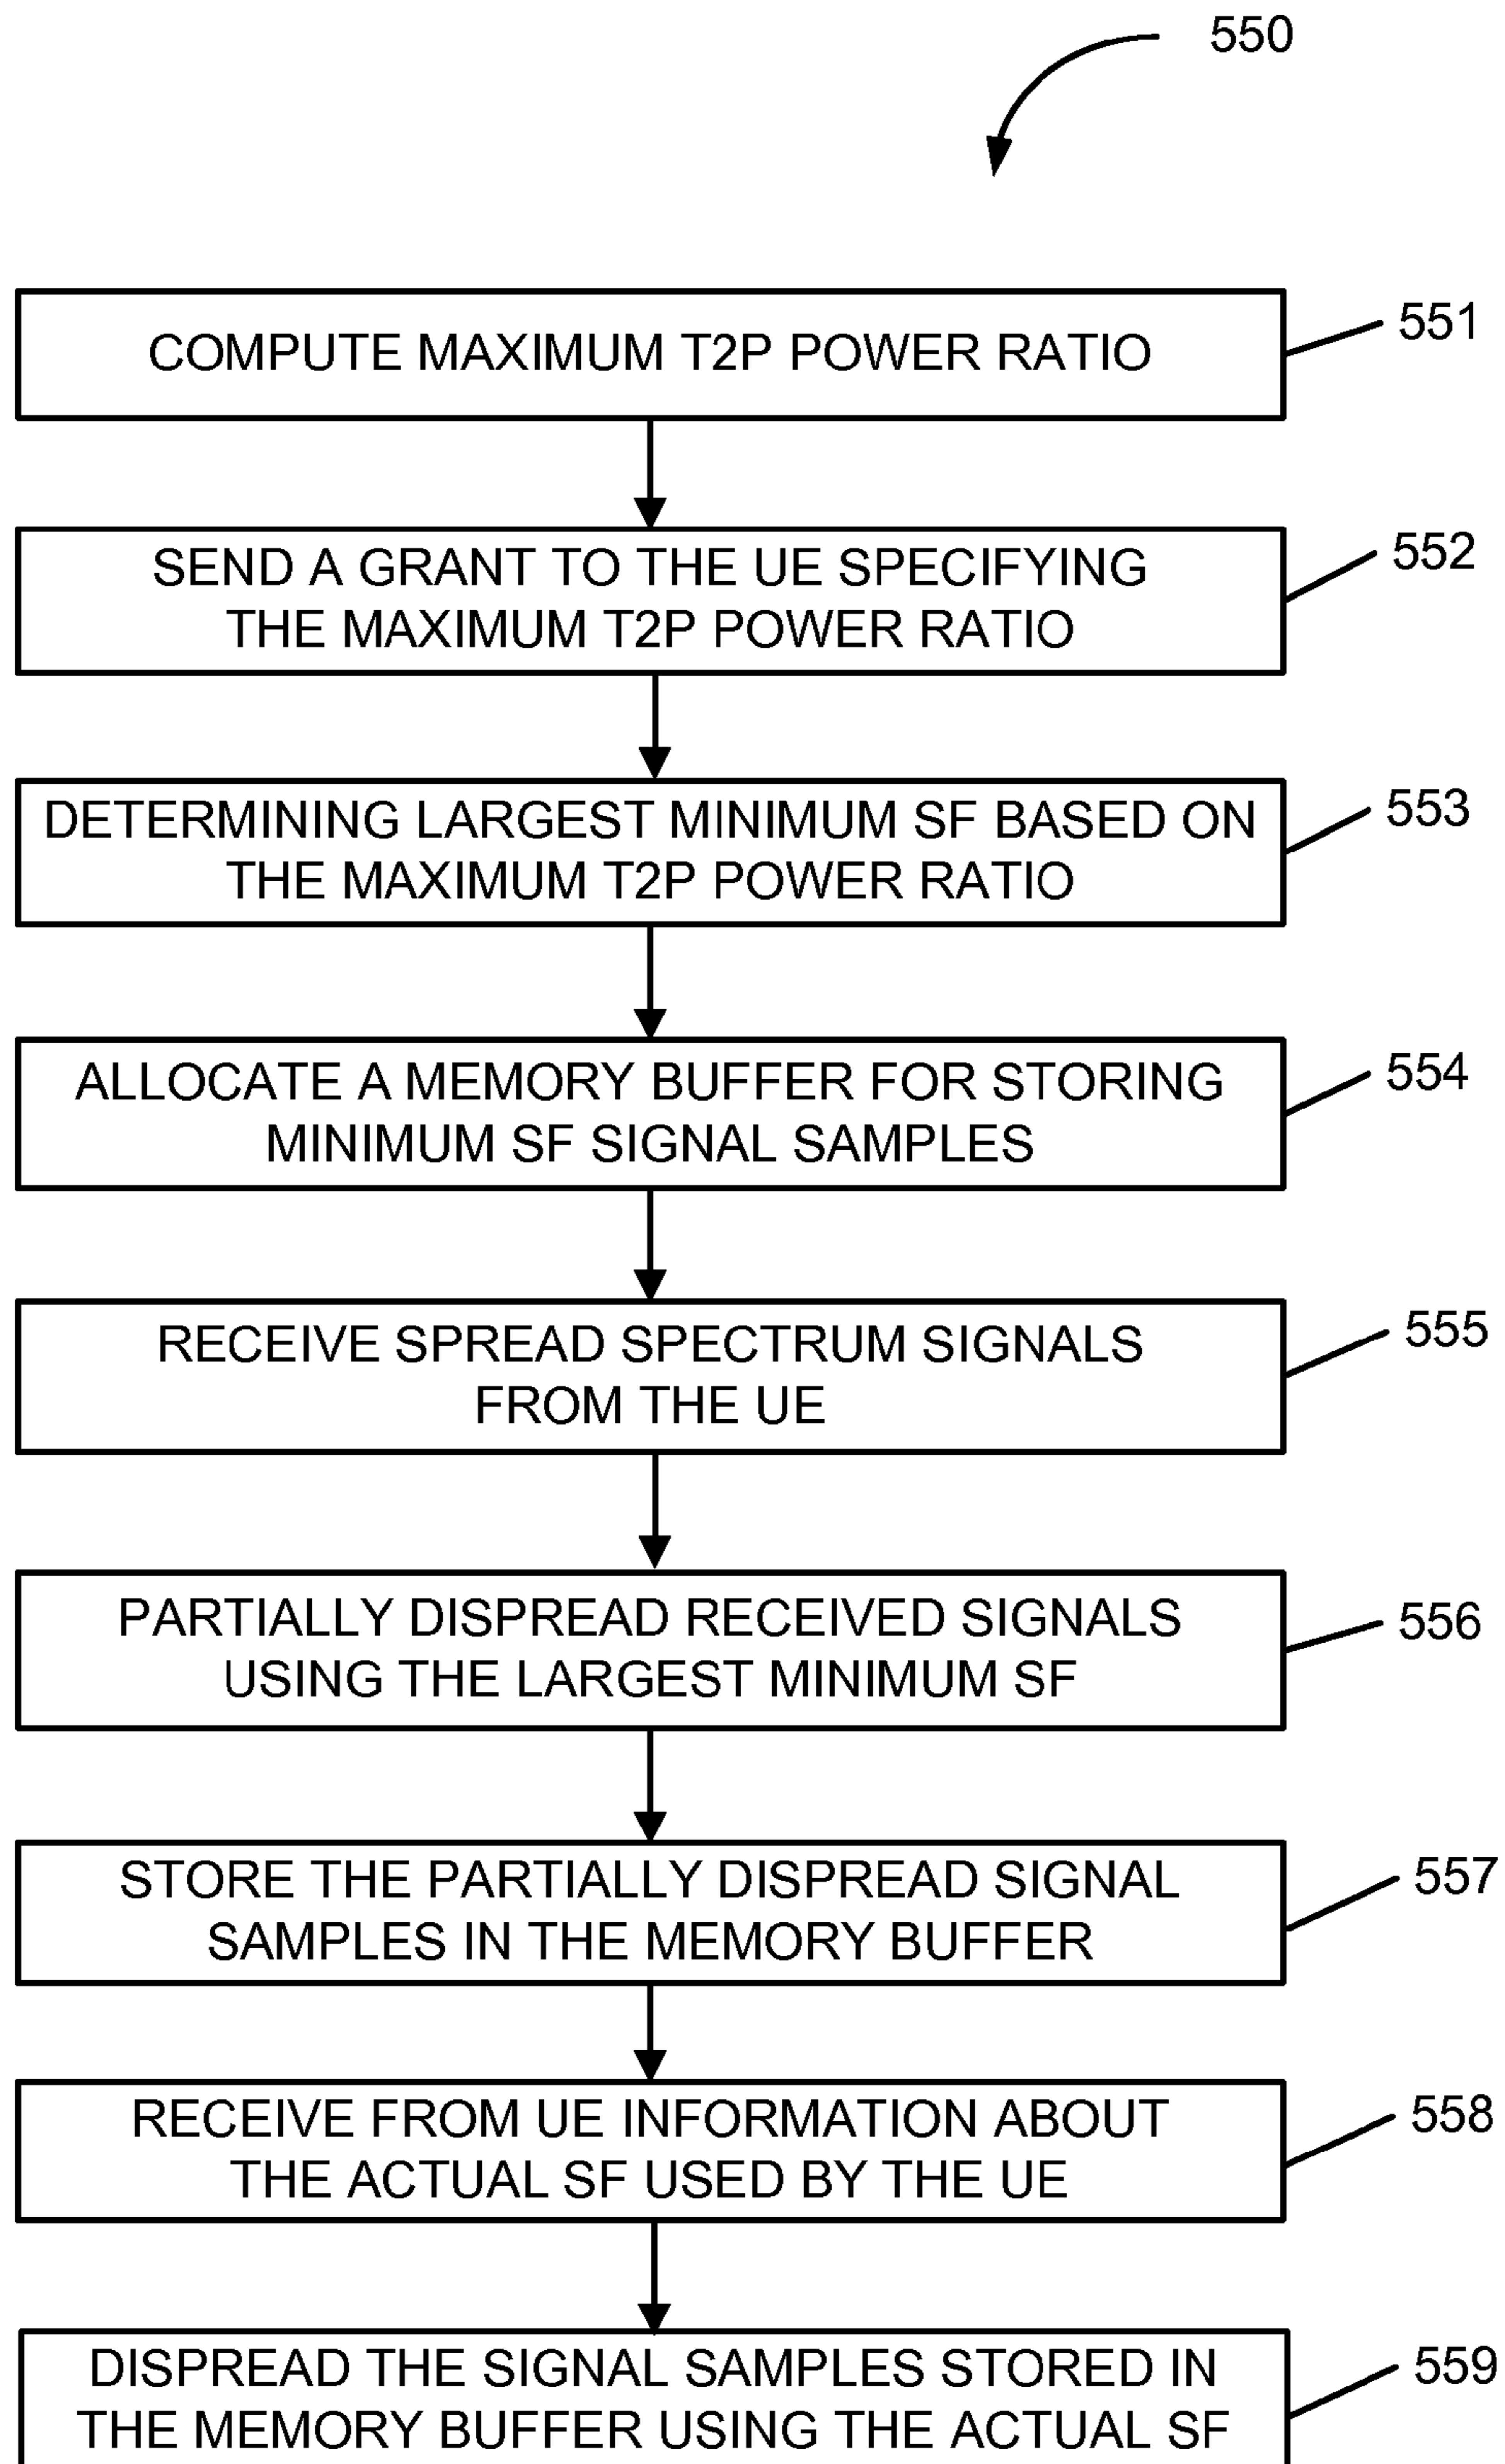 550
COMPUTE MAXIMUM T2P POWER RATIO
551
SEND A GRANT TO THE UE SPECIFYING
THE MAXIMUM T2P POWER RATIO
552
DETERMINING LARGEST MINIMUM SF BASED ON
THE MAXIMUM T2P POWER RATIO
553
ALLOCATE A MEMORY BUFFER FOR STORING
MINIMUM SF SIGNAL SAMPLES
554
RECEIVE SPREAD SPECTRUM SIGNALS
FROM THE UE
555
PARTIALLY DISPREAD RECEIVED SIGNALS
USING THE LARGEST MINIMUM SF
556
STORE THE PARTIALLY DISPREAD SIGNAL
SAMPLES IN THE MEMORY BUFFER
557
RECEIVE FROM UE INFORMATION ABOUT
THE ACTUAL SF USED BY THE UE
558
DISPREAD THE SIGNAL SAMPLES STORED IN
THE MEMORY BUFFER USING THE ACTUAL SF
559